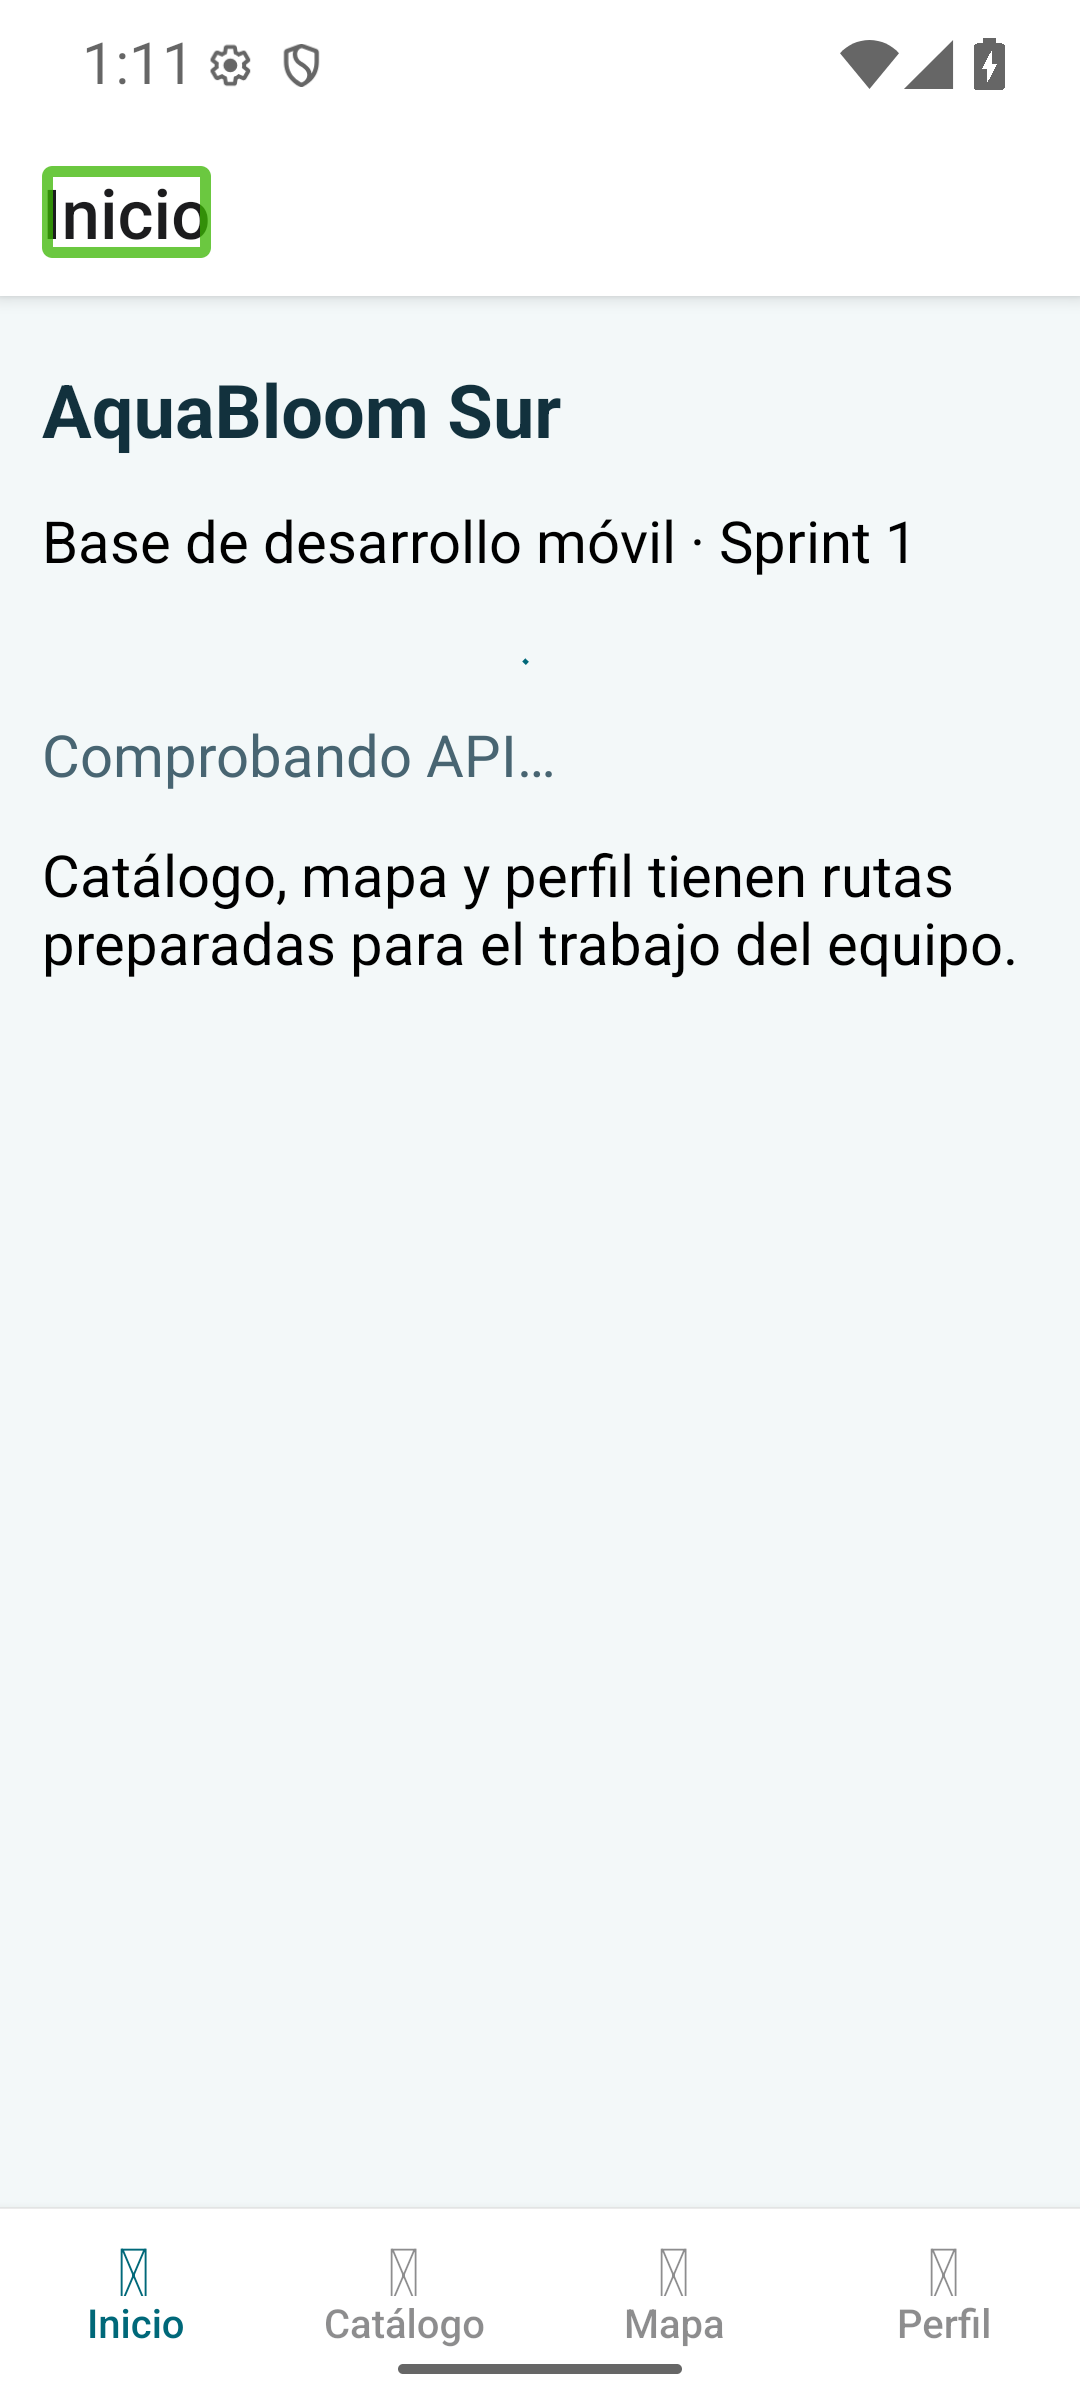 1:11
Inicio
AquaBloom Sur
Base de desarrollo móvil · Sprint 1
Comprobando API...
Catálogo, mapa y perfil tienen rutas
preparadas para el trabajo del equipo.
Inicio
Catálogo
Mapa
Perfil